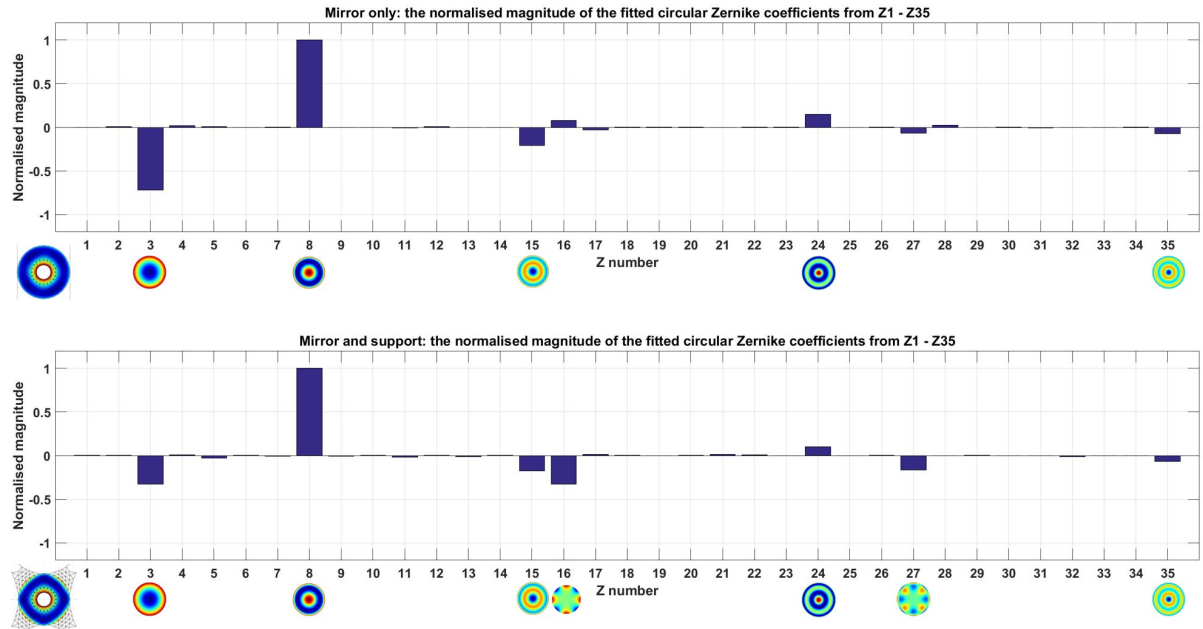 Mirror only: the normalised magnitude of the fitted circular Zernike coefficients from Z1 - Z35
Normalised magnitude
1
0.5
0
-0.5
-1
1 2 3 4 5 6 7 8 9 10 11 12 13 14 15 16 17 18 19 20 21 22 23 24 25 26 27 28 29 30 31 32 33 34 35
Z number
Mirror and support: the normalised magnitude of the fitted circular Zernike coefficients from Z1 - Z35
Normalised magnitude
1
0.5
0
-0.5
-1
1 2 3 4 5 6 7 8 9 10 11 12 13 14 15 16 17 18 19 20 21 22 23 24 25 26 27 28 29 30 31 32 33 34 35
Z number